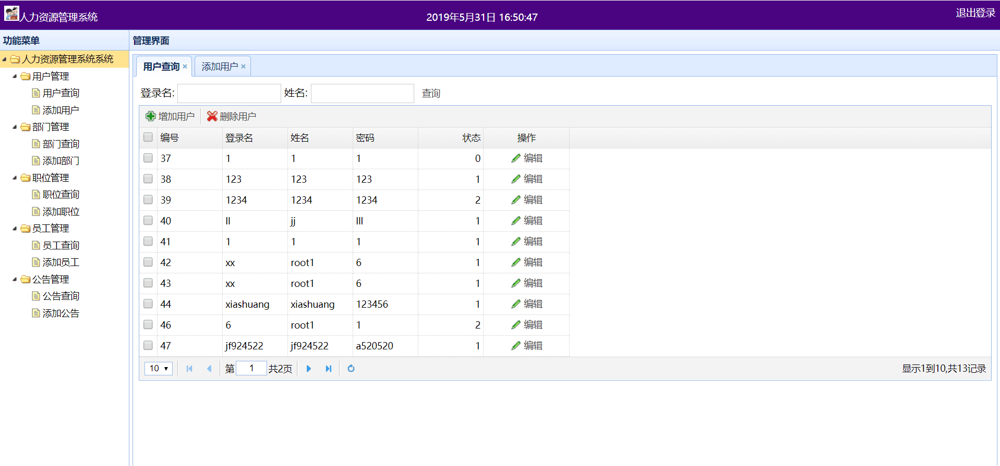 人力资源管理系统
2019年5月31日 16:50:47
退出登录
功能菜单
管理界面
人力资源管理系统系统
用户管理
用户查询
添加用户
部门管理
部门查询
添加部门
职位管理
职位查询
添加职位
员工管理
员工查询
添加员工
公告管理
公告查询
添加公告
用户查询 × 添加用户 ×
登录名: 姓名: 查询
增加用户 删除用户
编号 登录名 姓名 密码 状态 操作
37 1 1 1 0 编辑
38 123 123 123 1 编辑
39 1234 1234 1234 2 编辑
40 ll jj lll 1 编辑
41 1 1 1 1 编辑
42 xx root1 6 1 编辑
43 xx root1 6 1 编辑
44 xiashuang xiashuang 123456 1 编辑
46 6 root1 1 2 编辑
47 jf924522 jf924522 a520520 1 编辑
10 第 1 共2页 显示1到10,共13记录